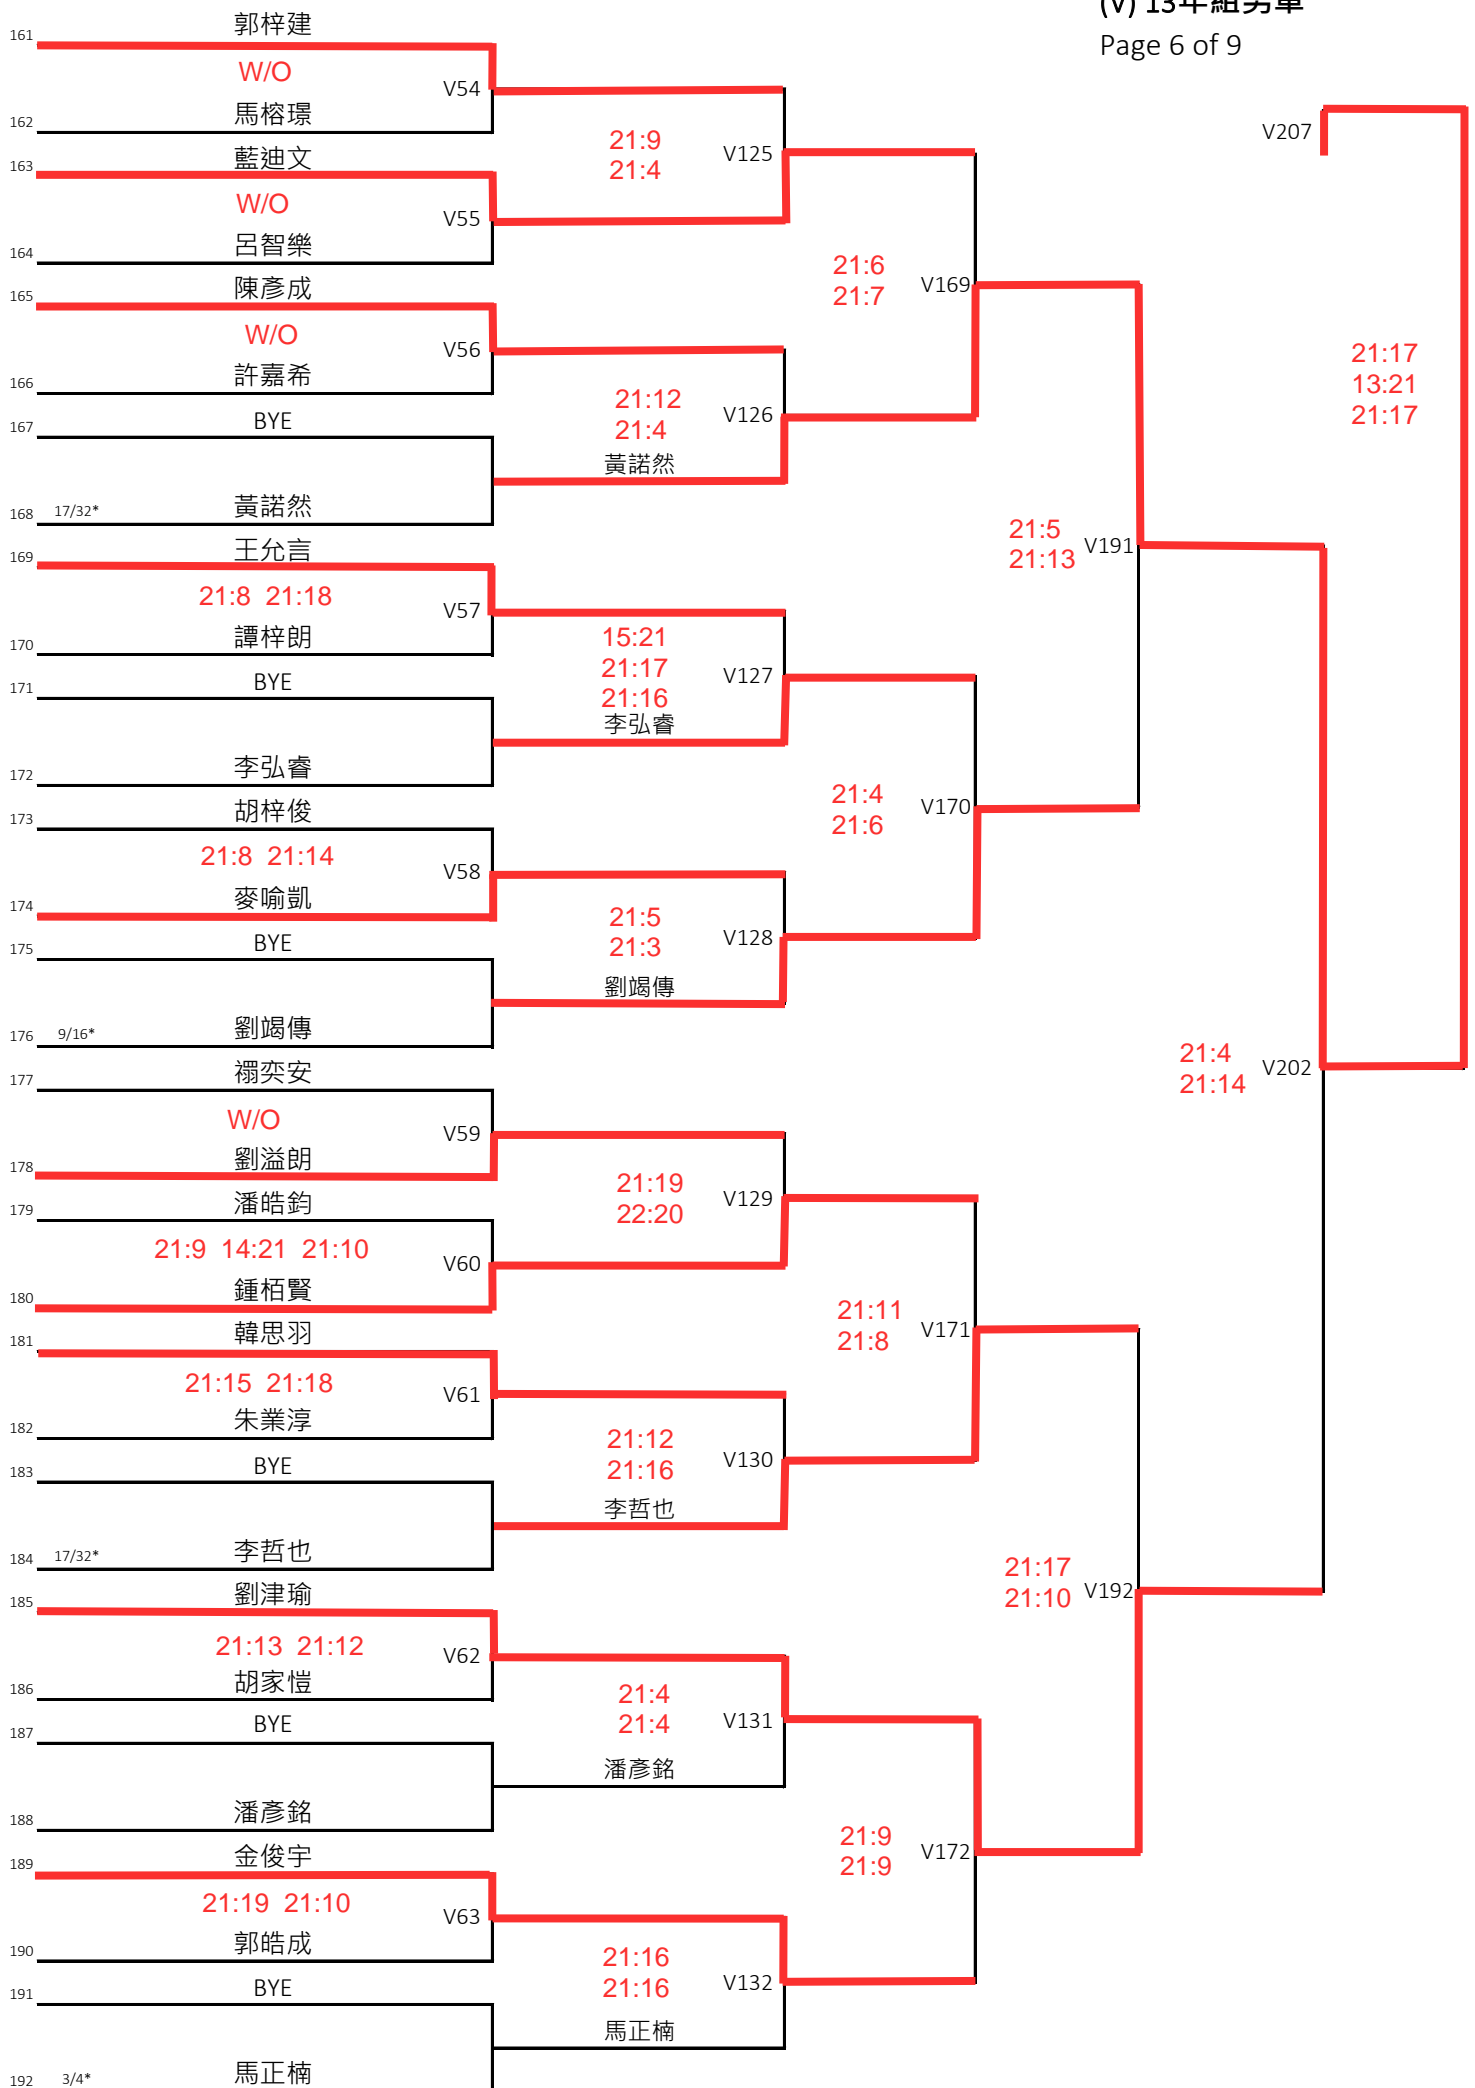 (V) 13年組男單
Page 6 of 9
161 郭梓建
W/O
V54
162 馬榕璟
21:9
21:4
V125
V207
163 藍迪文
W/O
V55
164 呂智樂
21:6
21:7
V169
165 陳彥成
W/O
V56
166 許嘉希
21:12
21:4
V126
21:17
13:21
21:17
167 BYE
黃諾然
168 17/32* 黃諾然
21:5
21:13
V191
169 王允言
21:8 21:18
V57
170 譚梓朗
15:21
21:17
21:16
V127
171 BYE
李弘睿
172 李弘睿
21:4
21:6
V170
173 胡梓俊
21:8 21:14
V58
174 麥喻凱
21:5
21:3
V128
175 BYE
劉竭傳
176 9/16* 劉竭傳
21:4
21:14
V202
177 禤奕安
W/O
V59
178 劉溢朗
21:19
22:20
V129
179 潘皓鈞
21:9 14:21 21:10
V60
180 鍾栢賢
21:11
21:8
V171
181 韓思羽
21:15 21:18
V61
182 朱業淳
21:12
21:16
V130
183 BYE
李哲也
184 17/32* 李哲也
21:17
21:10
V192
185 劉津瑜
21:13 21:12
V62
186 胡家愷
21:4
21:4
V131
187 BYE
潘彥銘
188 潘彥銘
21:9
21:9
V172
189 金俊宇
21:19 21:10
V63
190 郭皓成
21:16
21:16
V132
191 BYE
馬正楠
192 3/4* 馬正楠